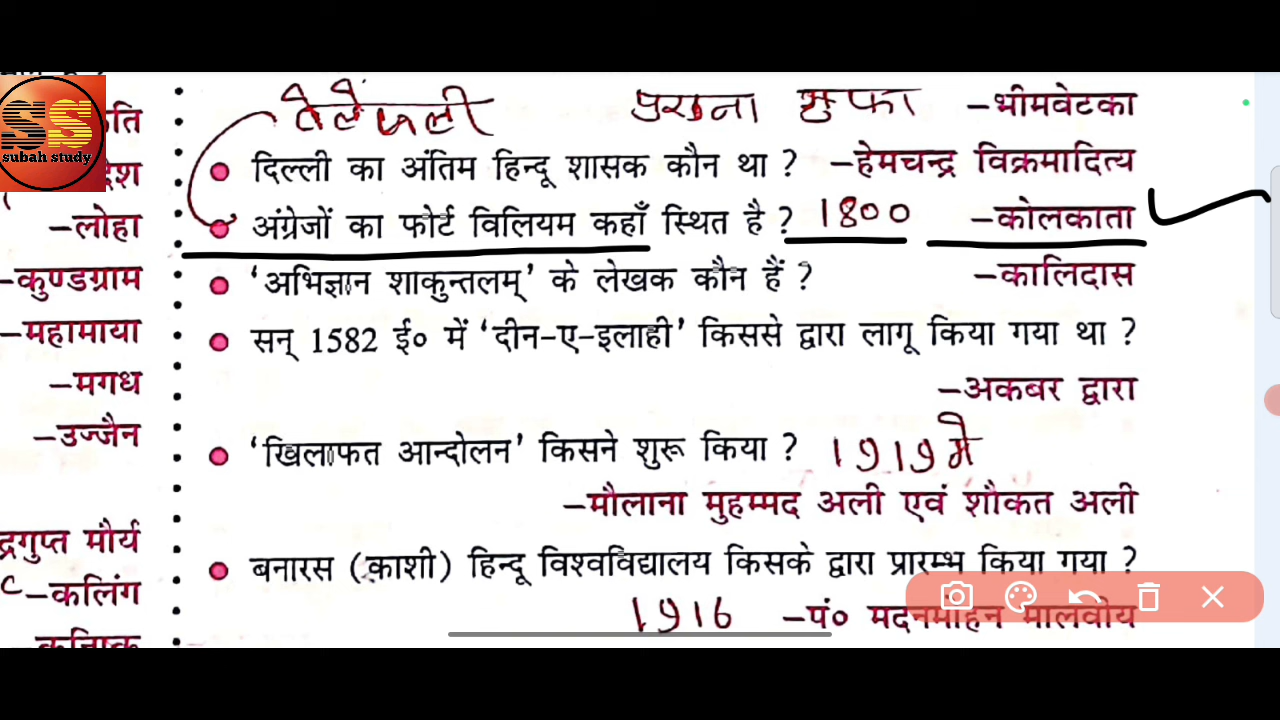 SS
subah study
ति
देश
–लोहा
–कुण्डग्राम
–महामाया
–मगध
–उज्जैन
द्रगुप्त मौर्य
–कलिंग
वेलेजली पुराना गुफा –भीमवेटका
दिल्ली का अंतिम हिन्दू शासक कौन था ? –हेमचन्द्र विक्रमादित्य
अंग्रेजों का फोर्ट विलियम कहाँ स्थित है ? 1800 –कोलकाता
‘अभिज्ञान शाकुन्तलम्’ के लेखक कौन हैं ? –कालिदास
सन् 1582 ई० में ‘दीन-ए-इलाही’ किससे द्वारा लागू किया गया था ?
–अकबर द्वारा
‘खिलाफत आन्दोलन’ किसने शुरू किया ? 1919 मे
–मौलाना मुहम्मद अली एवं शौकत अली
बनारस (काशी) हिन्दू विश्वविद्यालय किसके द्वारा प्रारम्भ किया गया ?
1916 –पं० मदनमोहन मालवीय